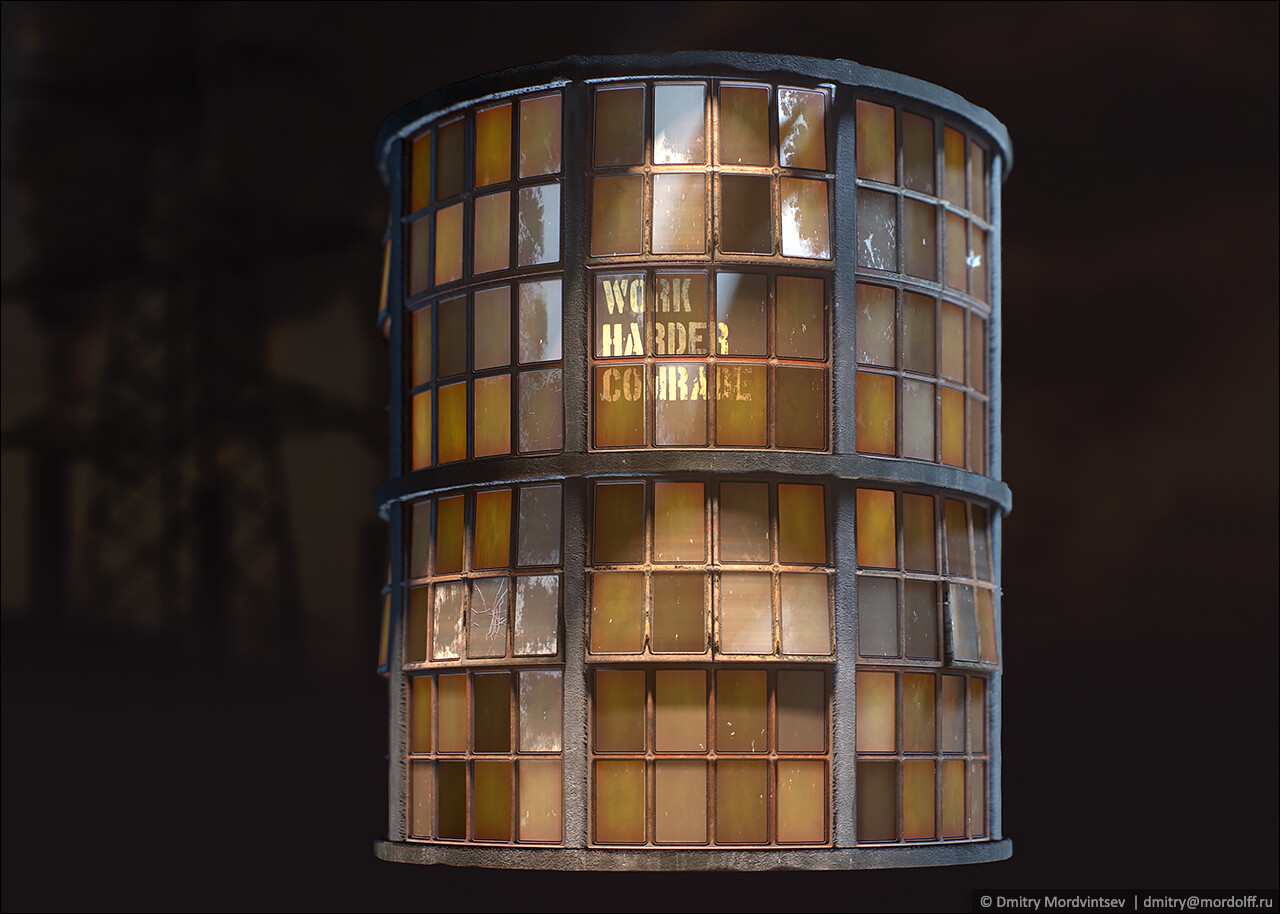 WORK
HARDER
COMRADE
© Dmitry Mordvintsev | dmitry@mordolff.ru